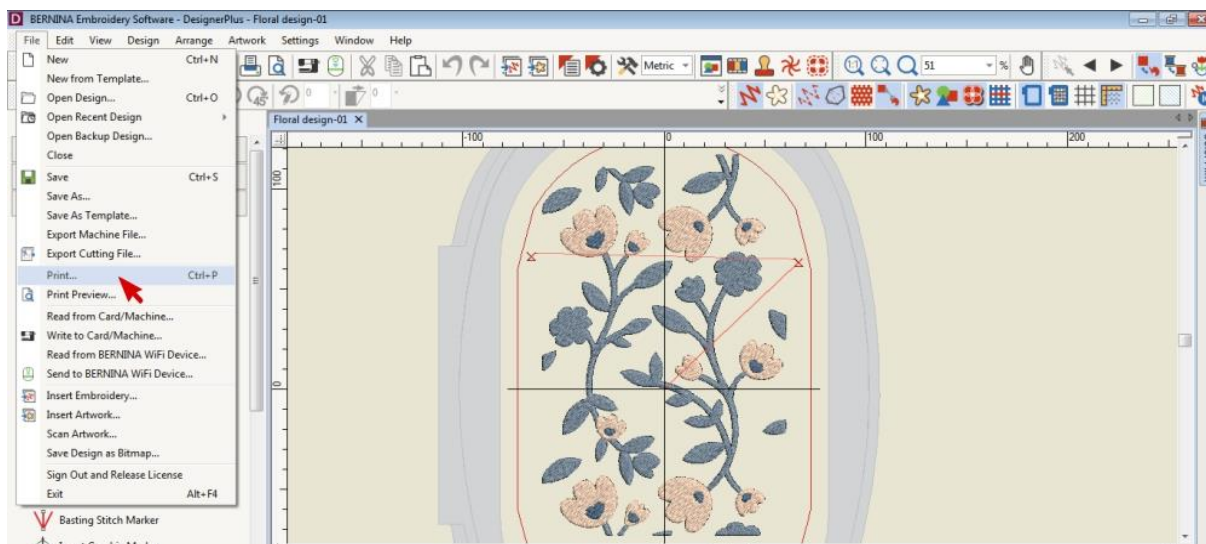 BERNINA Embroidery Software - DesignerPlus - Floral design-01
File Edit View Design Arrange Artwork Settings Window Help
New Ctrl+N
New from Template...
Open Design... Ctrl+O
Open Recent Design
Open Backup Design...
Close
Save Ctrl+S
Save As...
Save As Template...
Export Machine File...
Export Cutting File...
Print... Ctrl+P
Print Preview...
Read from Card/Machine...
Write to Card/Machine...
Read from BERNINA WiFi Device...
Send to BERNINA WiFi Device...
Insert Embroidery...
Insert Artwork...
Scan Artwork...
Save Design as Bitmap...
Sign Out and Release License
Exit Alt+F4
Basting Stitch Marker
Metric
1:1
51 %
45
0
0
Floral design-01
-100 0 100 200
100
0